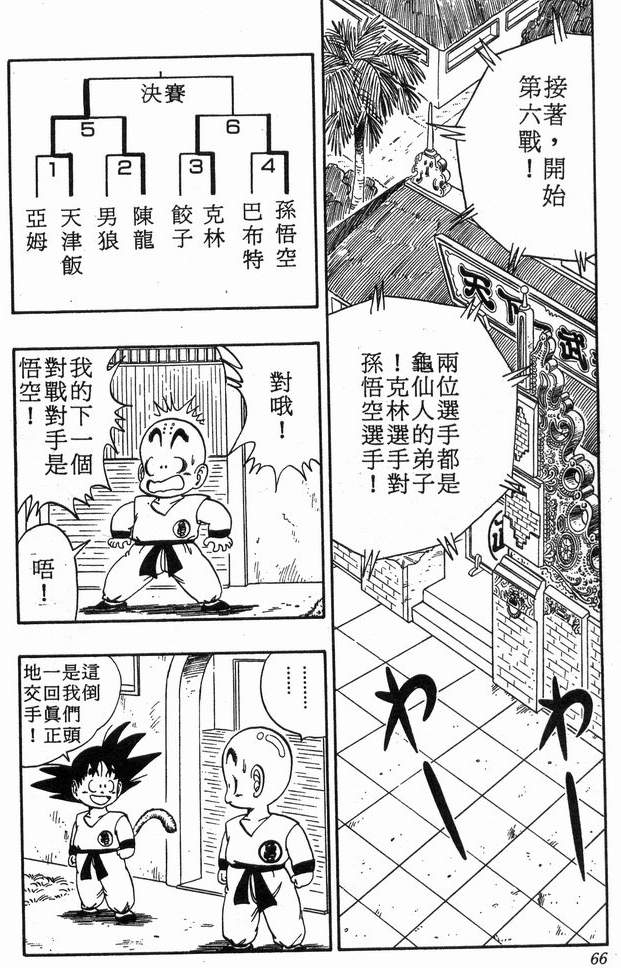 接著，開始
第六戰！
天下武
兩位選手都是
龜仙人的弟子
！克林選手對
孫悟空選手！
わー
わー
決賽
5 6
1 2 3 4
孫悟空
巴布特
克林
餃子
陳龍
男狼
天津飯
亞姆
對哦！
我的下一個
對戰對手是
悟空！
唔！
⋯⋯
這倒
是我們頭
一回眞正
地交手！
66